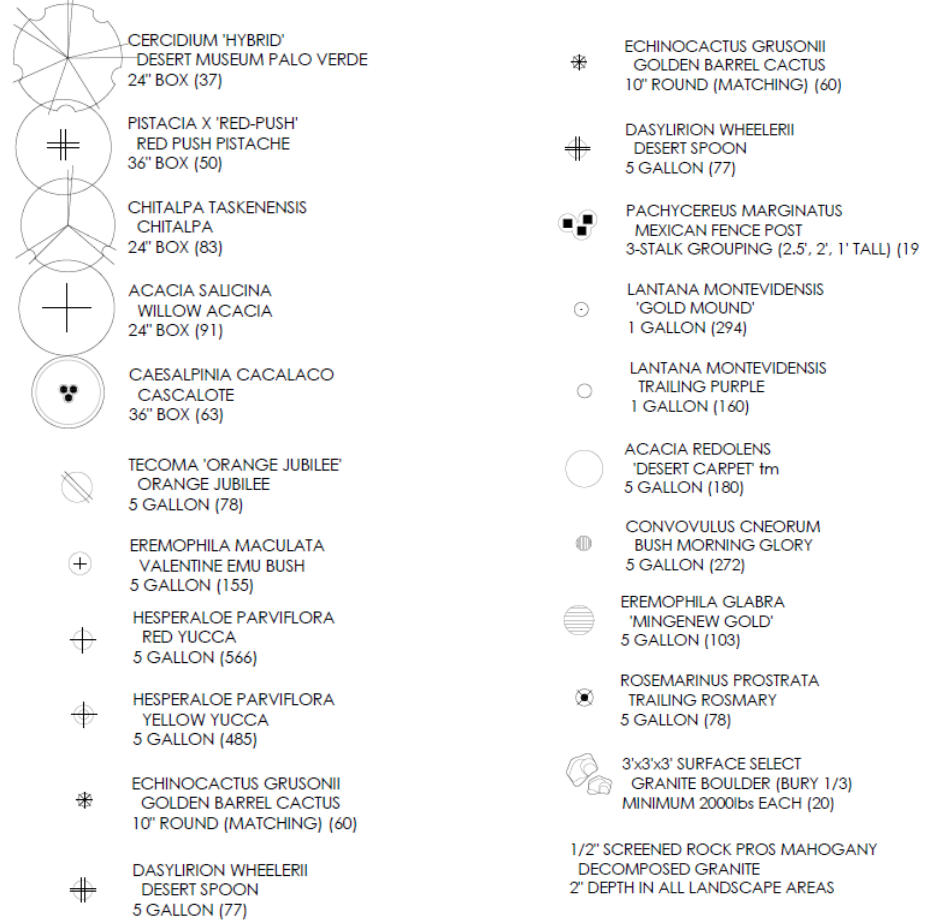 CERCIDIUM 'HYBRID'
DESERT MUSEUM PALO VERDE
24" BOX (37)
PISTACIA X 'RED-PUSH'
RED PUSH PISTACHE
36" BOX (50)
CHITALPA TASKENENSIS
CHITALPA
24" BOX (83)
ACACIA SALICINA
WILLOW ACACIA
24" BOX (91)
CAESALPINIA CACALACO
CASCALOTE
36" BOX (63)
TECOMA 'ORANGE JUBILEE'
ORANGE JUBILEE
5 GALLON (78)
EREMOPHILA MACULATA
VALENTINE EMU BUSH
5 GALLON (155)
HESPERALOE PARVIFLORA
RED YUCCA
5 GALLON (566)
HESPERALOE PARVIFLORA
YELLOW YUCCA
5 GALLON (485)
ECHINOCACTUS GRUSONII
GOLDEN BARREL CACTUS
10" ROUND (MATCHING) (60)
DASYLIRION WHEELERII
DESERT SPOON
5 GALLON (77)
ECHINOCACTUS GRUSONII
GOLDEN BARREL CACTUS
10" ROUND (MATCHING) (60)
DASYLIRION WHEELERII
DESERT SPOON
5 GALLON (77)
PACHYCEREUS MARGINATUS
MEXICAN FENCE POST
3-STALK GROUPING (2.5', 2', 1' TALL) (19
LANTANA MONTEVIDENSIS
'GOLD MOUND'
1 GALLON (294)
LANTANA MONTEVIDENSIS
TRAILING PURPLE
1 GALLON (160)
ACACIA REDOLENS
'DESERT CARPET' tm
5 GALLON (180)
CONVOVULUS CNEORUM
BUSH MORNING GLORY
5 GALLON (272)
EREMOPHILA GLABRA
'MINGENEW GOLD'
5 GALLON (103)
ROSEMARINUS PROSTRATA
TRAILING ROSMARY
5 GALLON (78)
3'x3'x3' SURFACE SELECT
GRANITE BOULDER (BURY 1/3)
MINIMUM 2000lbs EACH (20)
1/2" SCREENED ROCK PROS MAHOGANY
DECOMPOSED GRANITE
2" DEPTH IN ALL LANDSCAPE AREAS